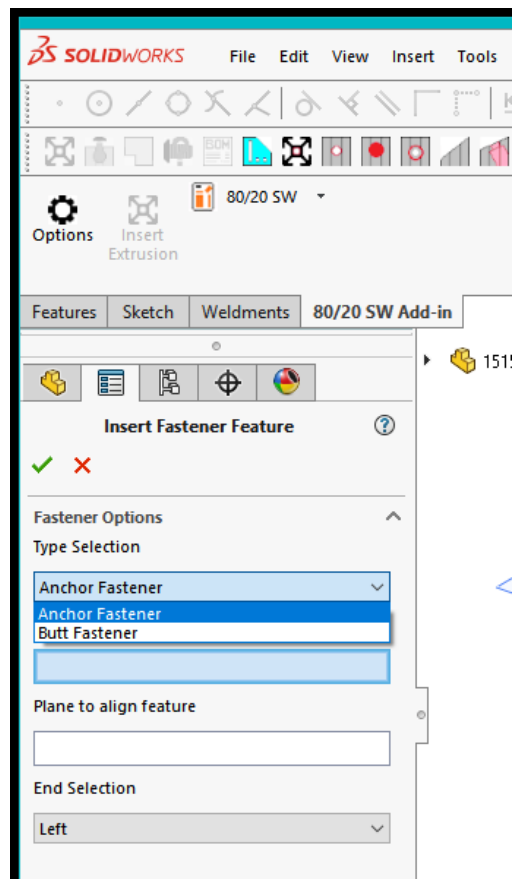 SOLIDWORKS File Edit View Insert Tools
BOM
80/20 SW
Options Insert
Extrusion
Features Sketch Weldments 80/20 SW Add-in
1515
Insert Fastener Feature
Fastener Options
Type Selection
Anchor Fastener
Anchor Fastener
Butt Fastener
Plane to align feature
End Selection
Left